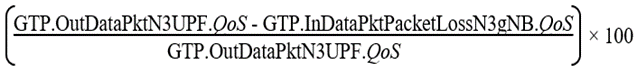 GTP.OutDataPktN3UPF.QoS - GTP.InDataPktPacketLossN3gNB.QoS
GTP.OutDataPktN3UPF.QoS
× 100